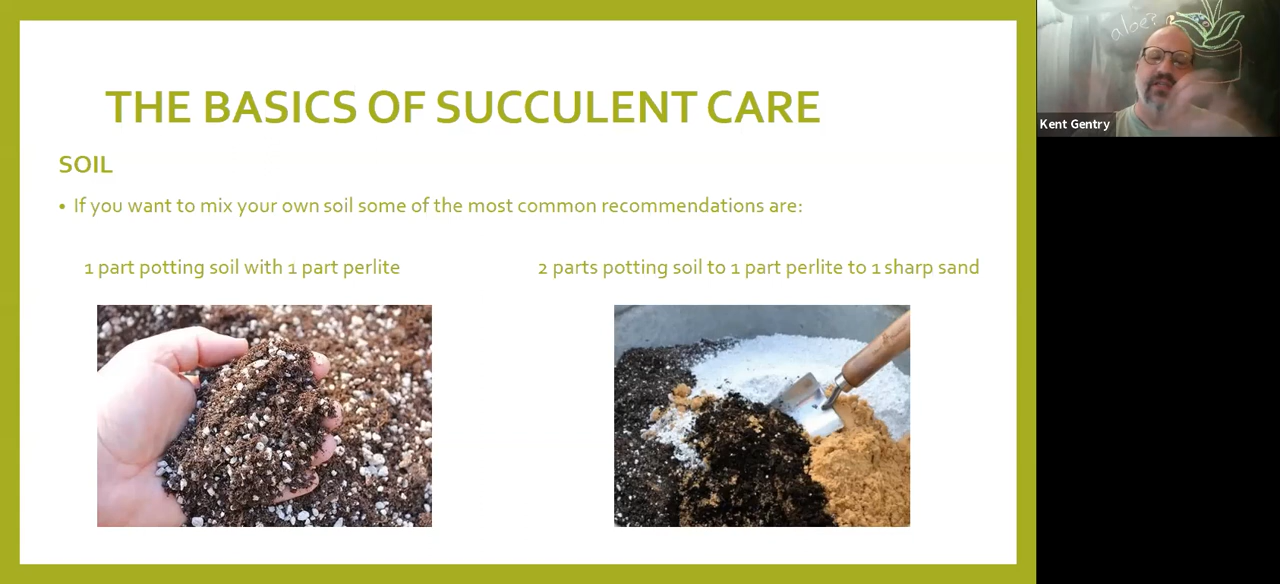 THE BASICS OF SUCCULENT CARE
SOIL
• If you want to mix your own soil some of the most common recommendations are:
1 part potting soil with 1 part perlite
2 parts potting soil to 1 part perlite to 1 sharp sand
aloe?
Kent Gentry